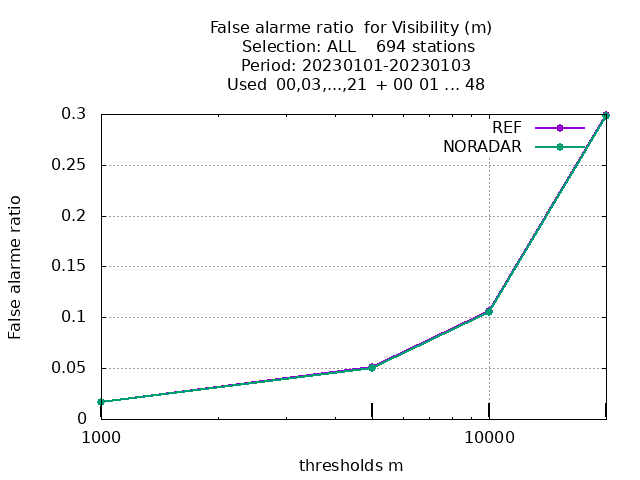 False alarme ratio  for Visibility (m)
Selection: ALL    694 stations
Period: 20230101-20230103
Used  00,03,...,21  + 00 01 ... 48
REF
NORADAR
0.3
0.25
0.2
0.15
0.1
0.05
0
False alarme ratio
1000
10000
thresholds m